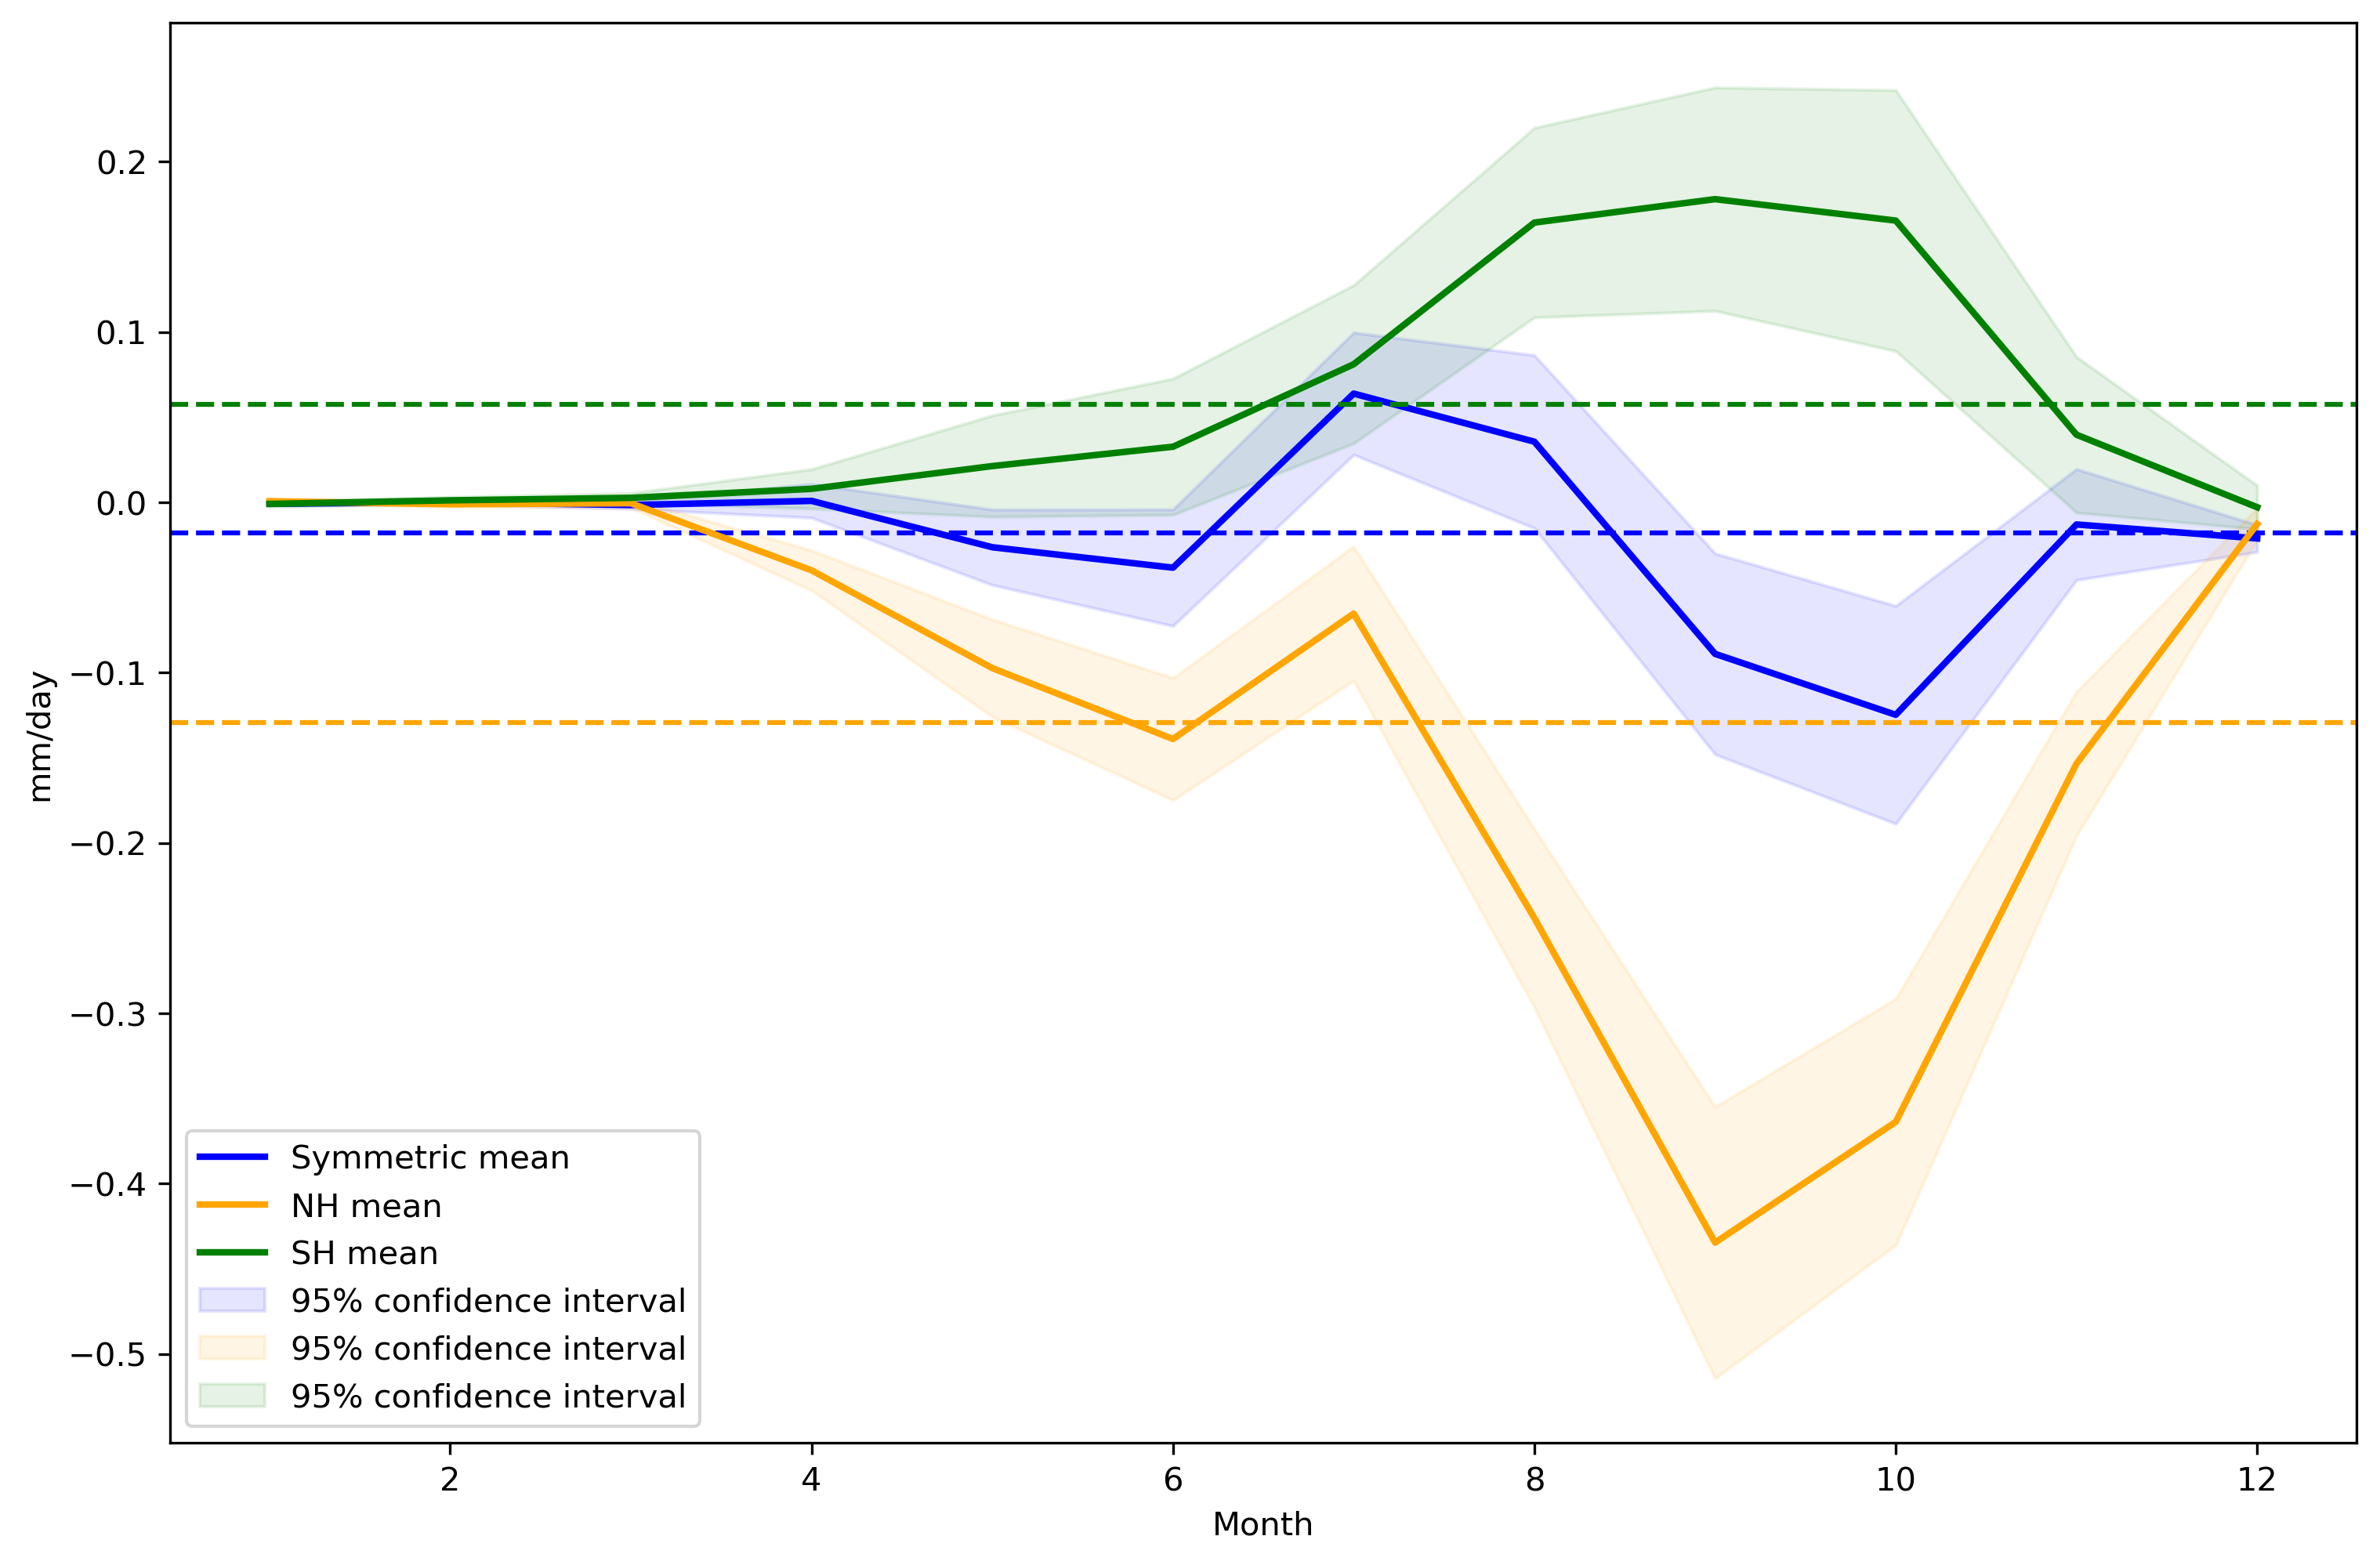 0.2
0.1
0.0
−0.1
−0.2
−0.3
−0.4
−0.5
mm/day
Symmetric mean
NH mean
SH mean
95% confidence interval
95% confidence interval
95% confidence interval
2 4 6 8 10 12
Month